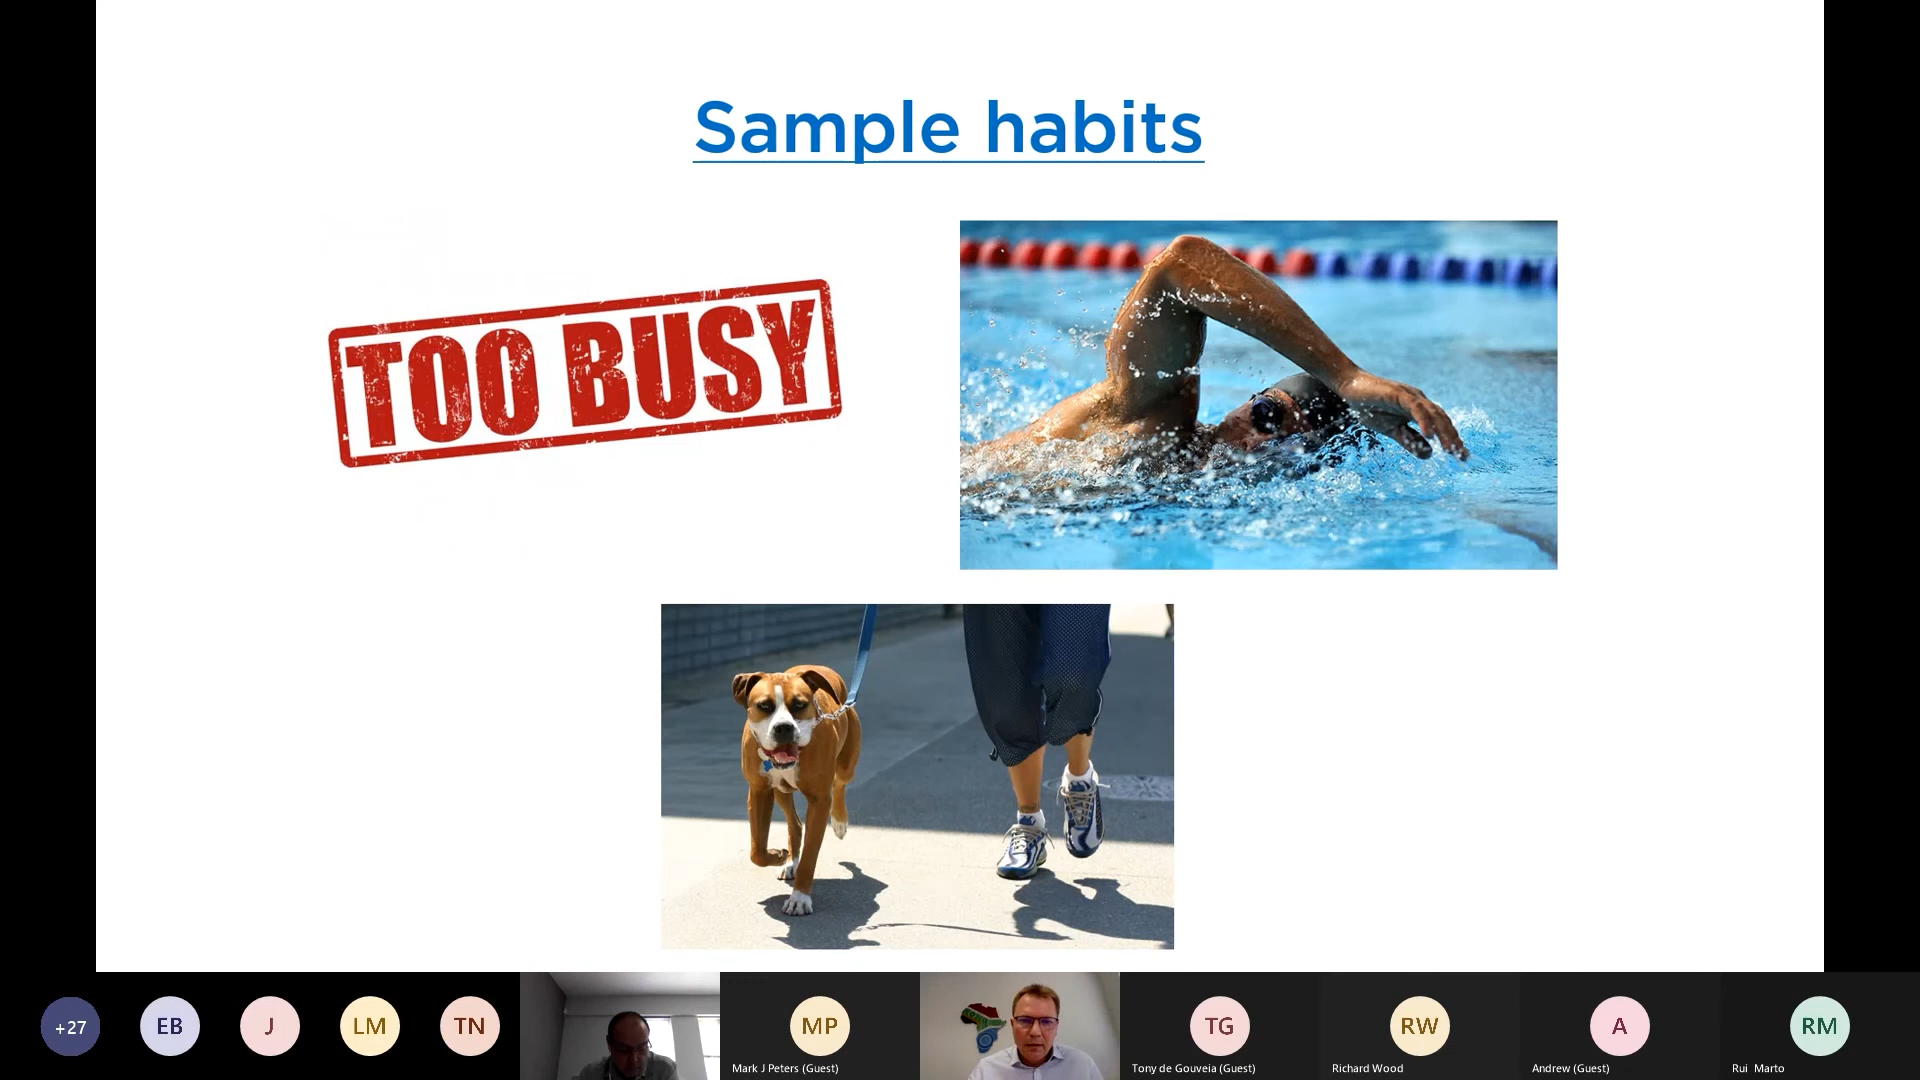 Sample habits
TOO BUSY
+27
EB
J
LM
TN
MP
Mark J Peters (Guest)
TG
Tony de Gouveia (Guest)
RW
Richard Wood
A
Andrew (Guest)
RM
Rui Marto